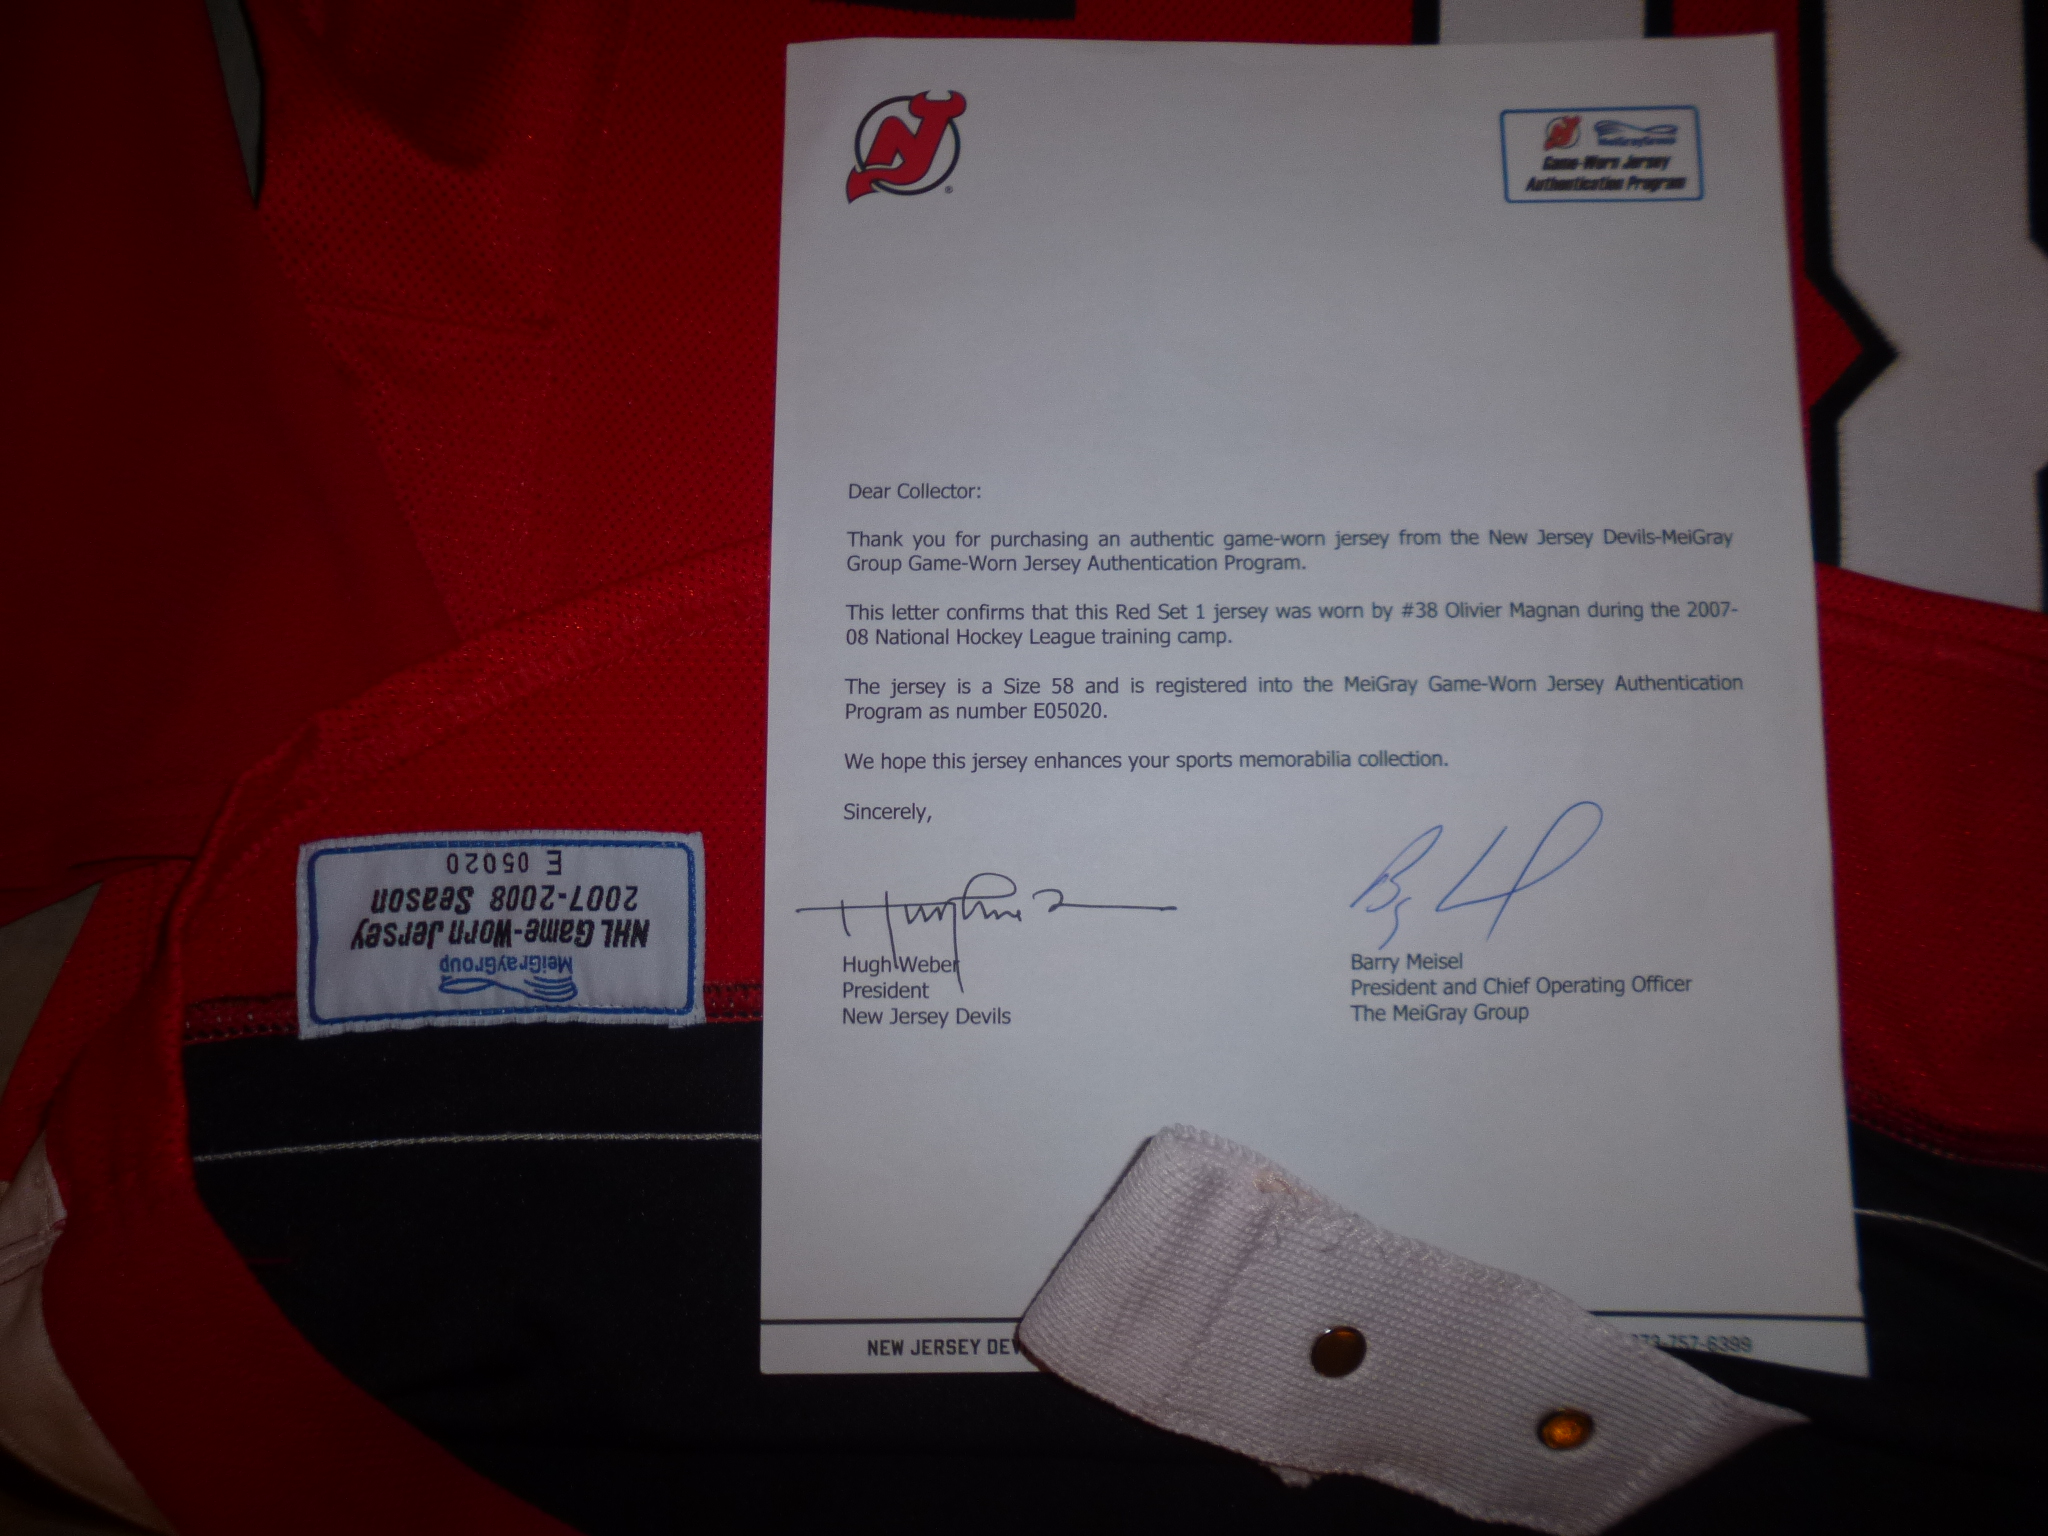 MeiGrayGroup
Game-Worn Jersey
Authentication Program
Dear Collector:
Thank you for purchasing an authentic game-worn jersey from the New Jersey Devils-MeiGray
Group Game-Worn Jersey Authentication Program.
This letter confirms that this Red Set 1 jersey was worn by #38 Olivier Magnan during the 2007-
08 National Hockey League training camp.
The jersey is a Size 58 and is registered into the MeiGray Game-Worn Jersey Authentication
Program as number E05020.
We hope this jersey enhances your sports memorabilia collection.
Sincerely,
Hugh Weber
President
New Jersey Devils
Barry Meisel
President and Chief Operating Officer
The MeiGray Group
NEW JERSEY
757-6399
MeiGrayGroup
NHL Game-Worn Jersey
2007-2008 Season
E 05020